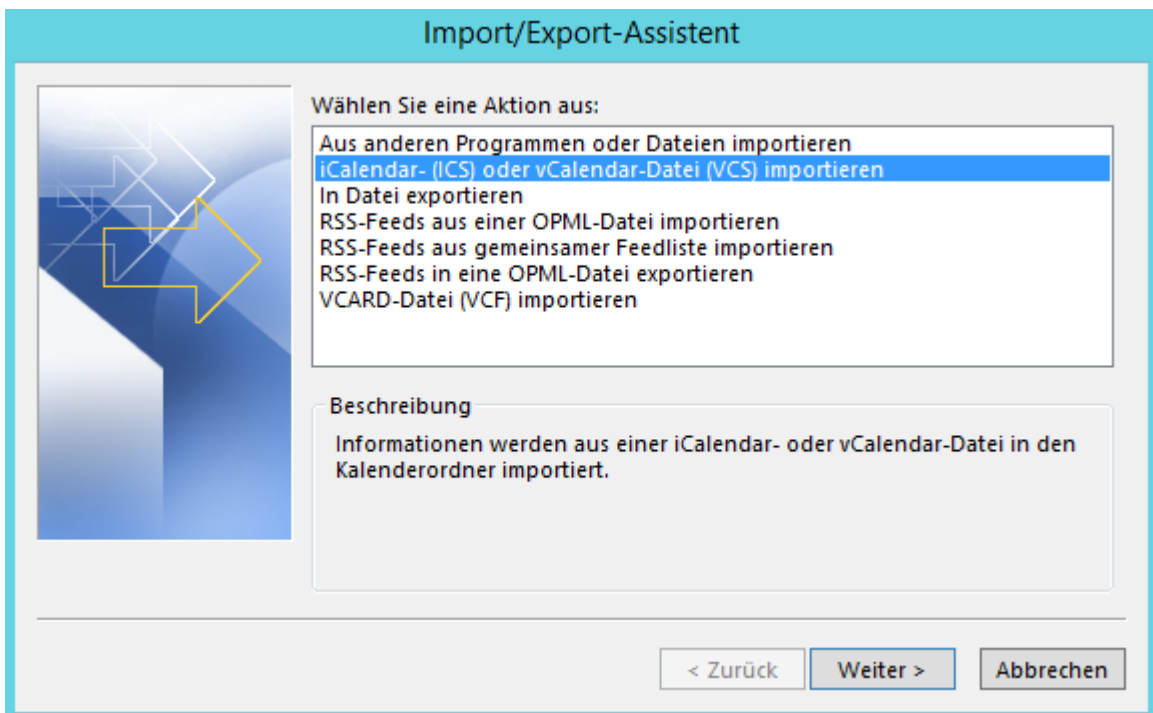 Import/Export-Assistent
Wählen Sie eine Aktion aus:
Aus anderen Programmen oder Dateien importieren
iCalendar- (ICS) oder vCalendar-Datei (VCS) importieren
In Datei exportieren
RSS-Feeds aus einer OPML-Datei importieren
RSS-Feeds aus gemeinsamer Feedliste importieren
RSS-Feeds in eine OPML-Datei exportieren
VCARD-Datei (VCF) importieren
Beschreibung
Informationen werden aus einer iCalendar- oder vCalendar-Datei in den
Kalenderordner importiert.
< Zurück Weiter > Abbrechen